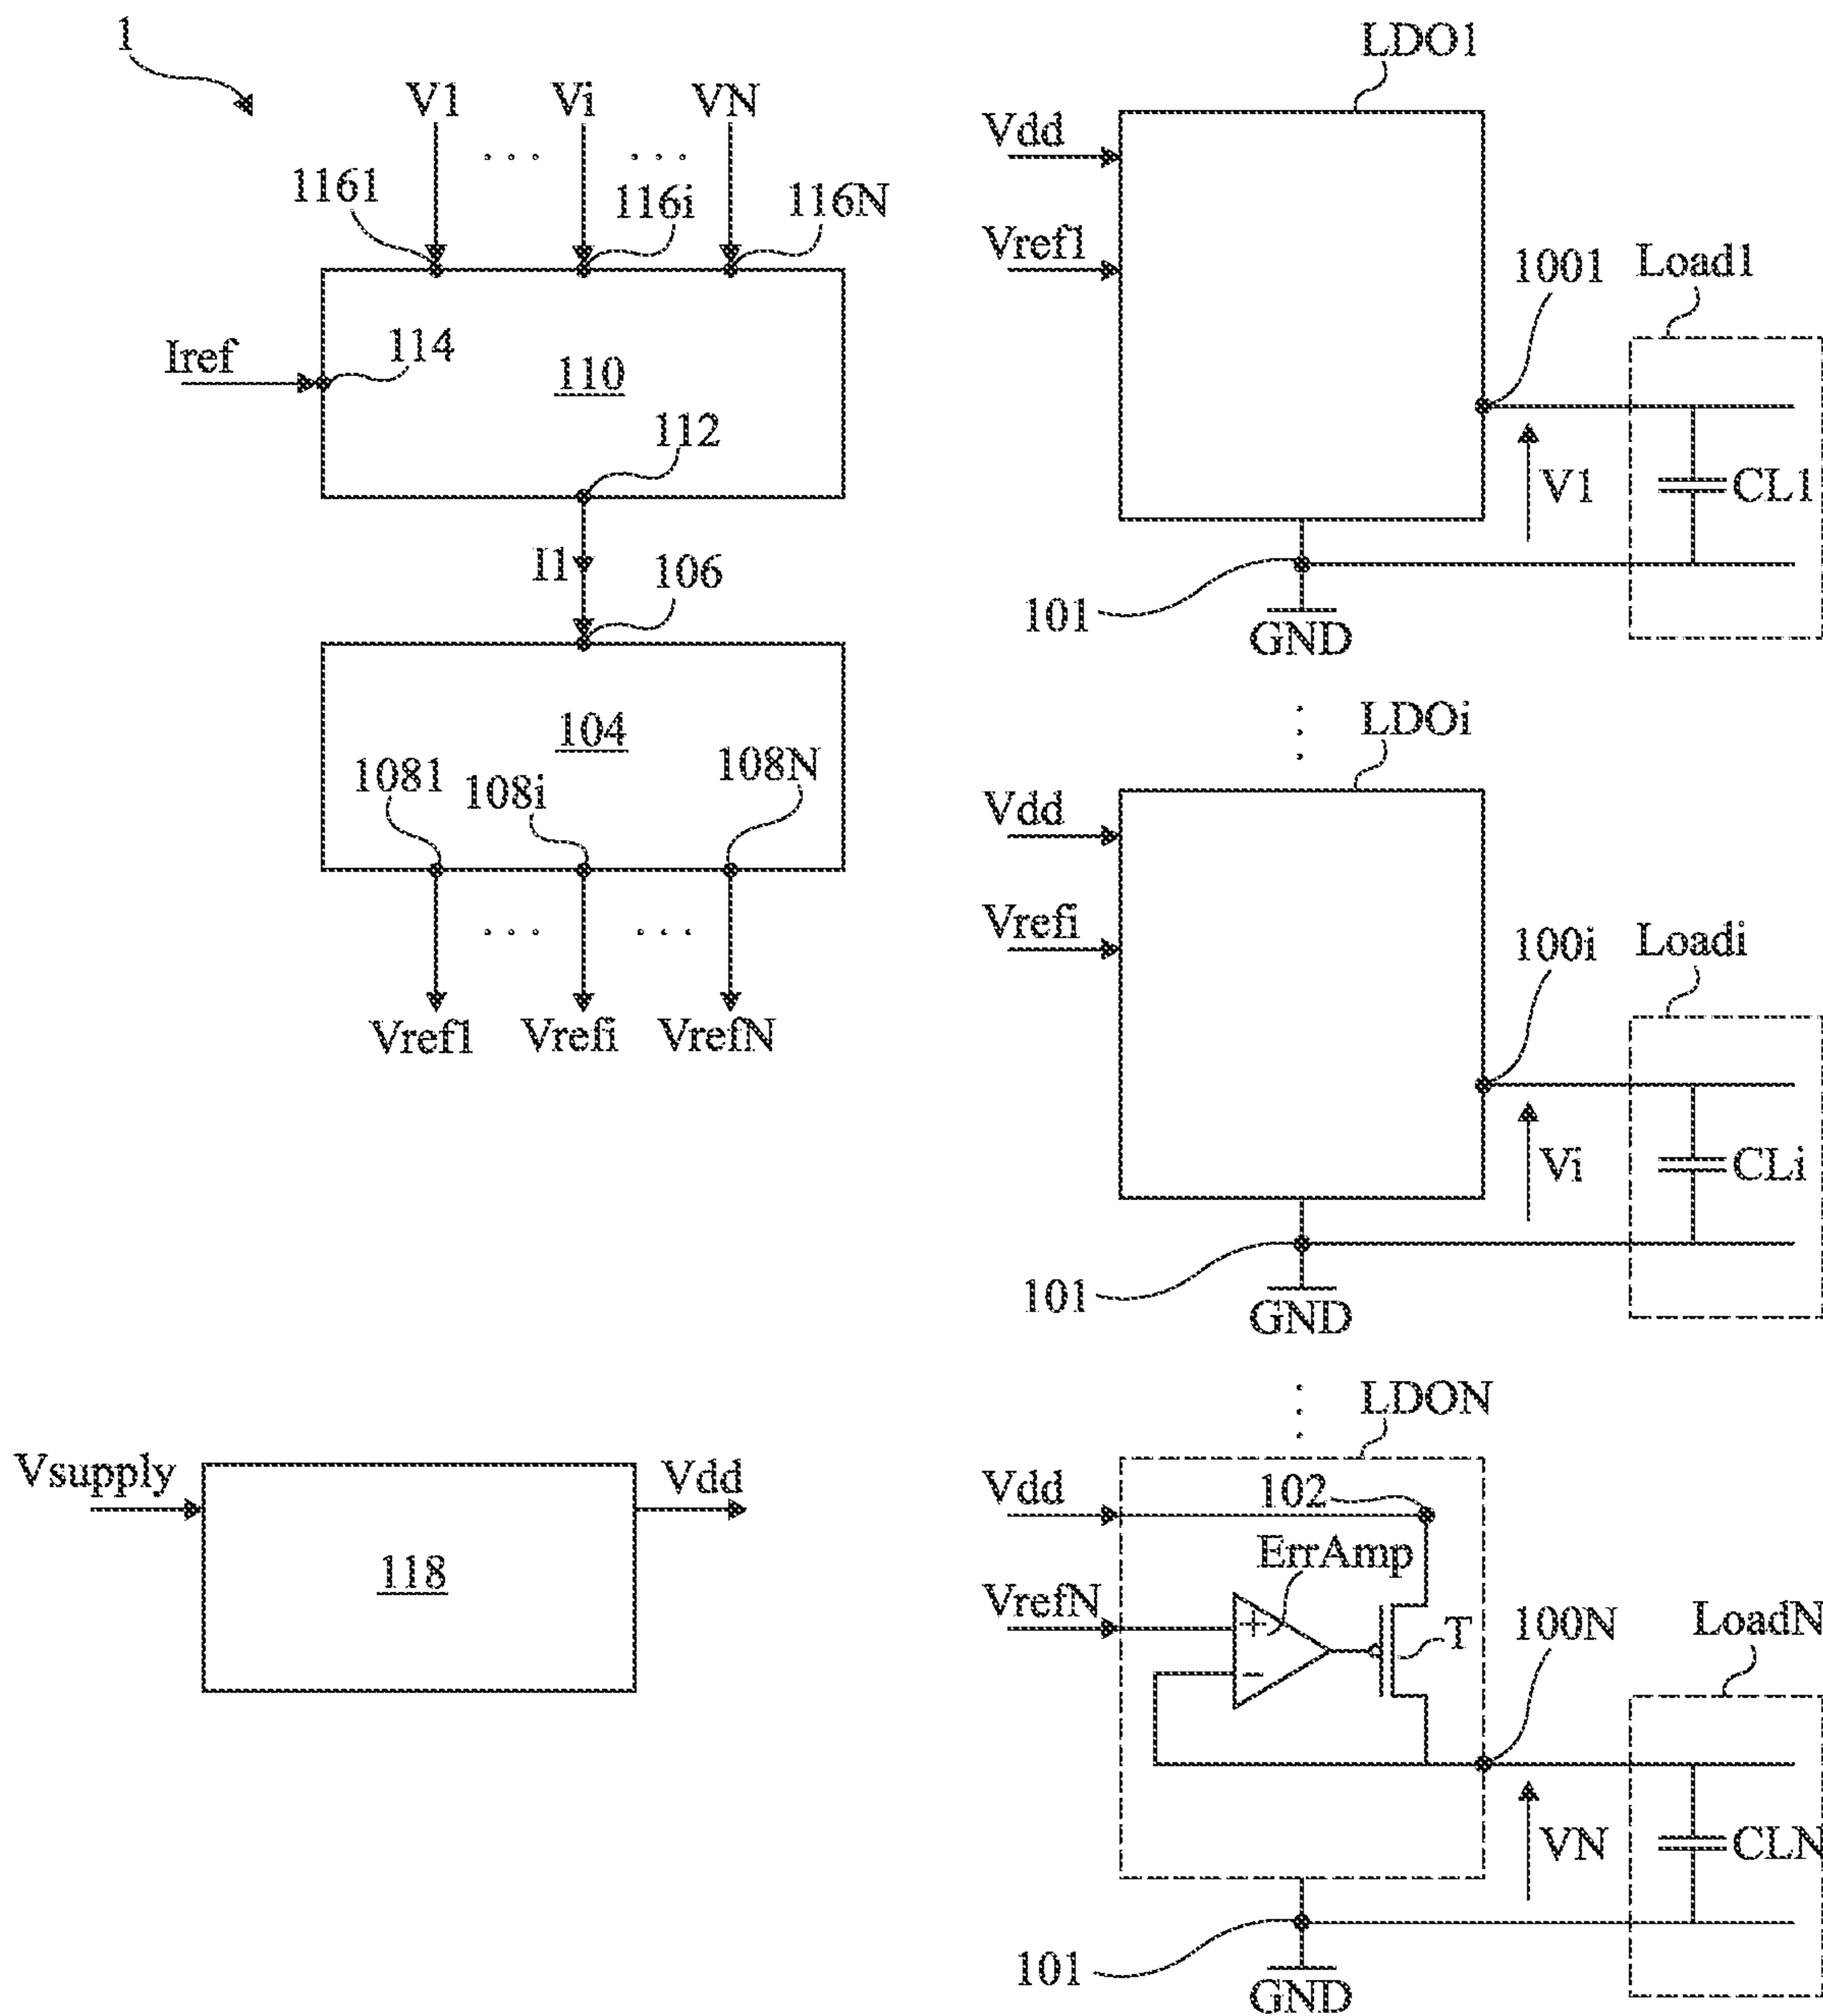 1
V1 Vi VN
. . . . . .
1161 116i 116N
Iref
114
110
112
I1
106
104
1081 108i 108N
. . . . . .
Vref1 Vrefi VrefN
Vsupply
118
Vdd
LDO1
Vdd
Vref1
1001
Load1
V1
CL1
101
GND
LDOi
Vdd
Vrefi
100i
Loadi
Vi
CLi
101
GND
LDON
Vdd
102
ErrAmp
VrefN
+
−
T
100N
LoadN
VN
CLN
101
GND